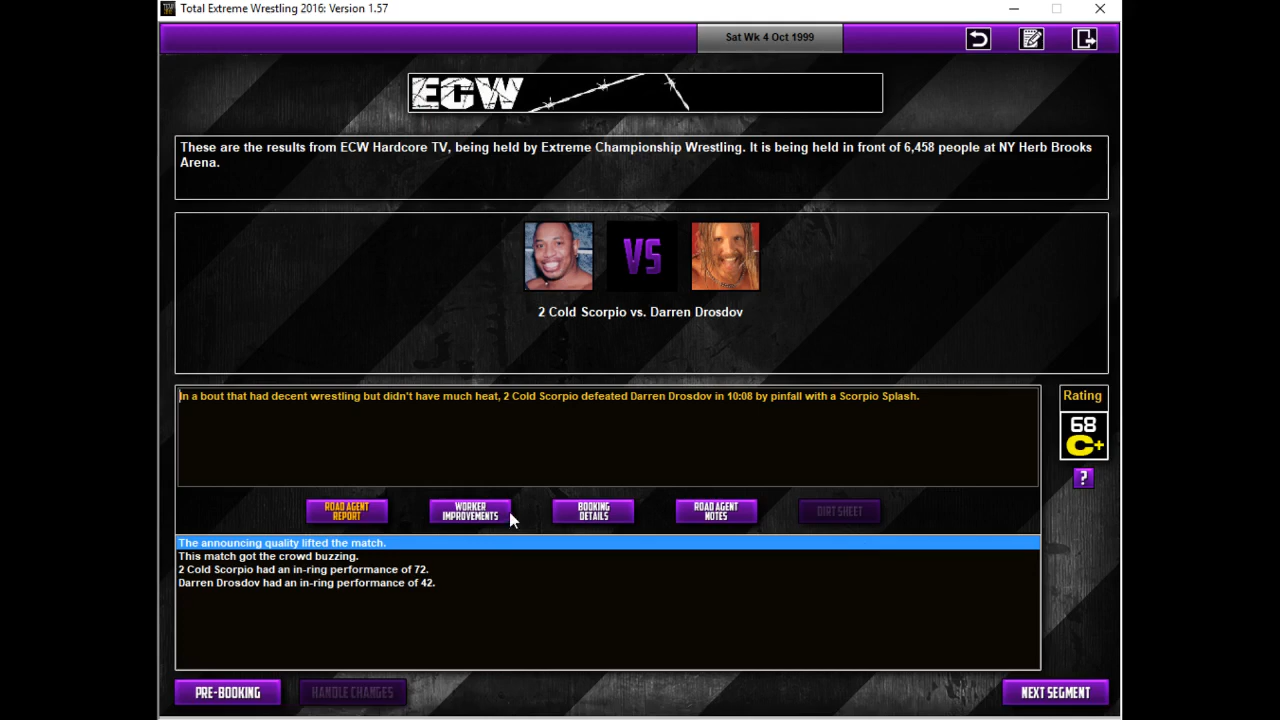 Total Extreme Wrestling 2016: Version 1.57
Sat Wk 4 Oct 1999
ECW
These are the results from ECW Hardcore TV, being held by Extreme Championship Wrestling. It is being held in front of 6,458 people at NY Herb Brooks
Arena.
VS
2 Cold Scorpio vs. Darren Drosdov
In a bout that had decent wrestling but didn't have much heat, 2 Cold Scorpio defeated Darren Drosdov in 10:08 by pinfall with a Scorpio Splash.
Rating
68
C+
?
ROAD AGENT
REPORT
WORKER
IMPROVEMENTS
BOOKING
DETAILS
ROAD AGENT
NOTES
DIRT SHEET
The announcing quality lifted the match.
This match got the crowd buzzing.
2 Cold Scorpio had an in-ring performance of 72.
Darren Drosdov had an in-ring performance of 42.
PRE-BOOKING
HANDLE CHANGES
NEXT SEGMENT